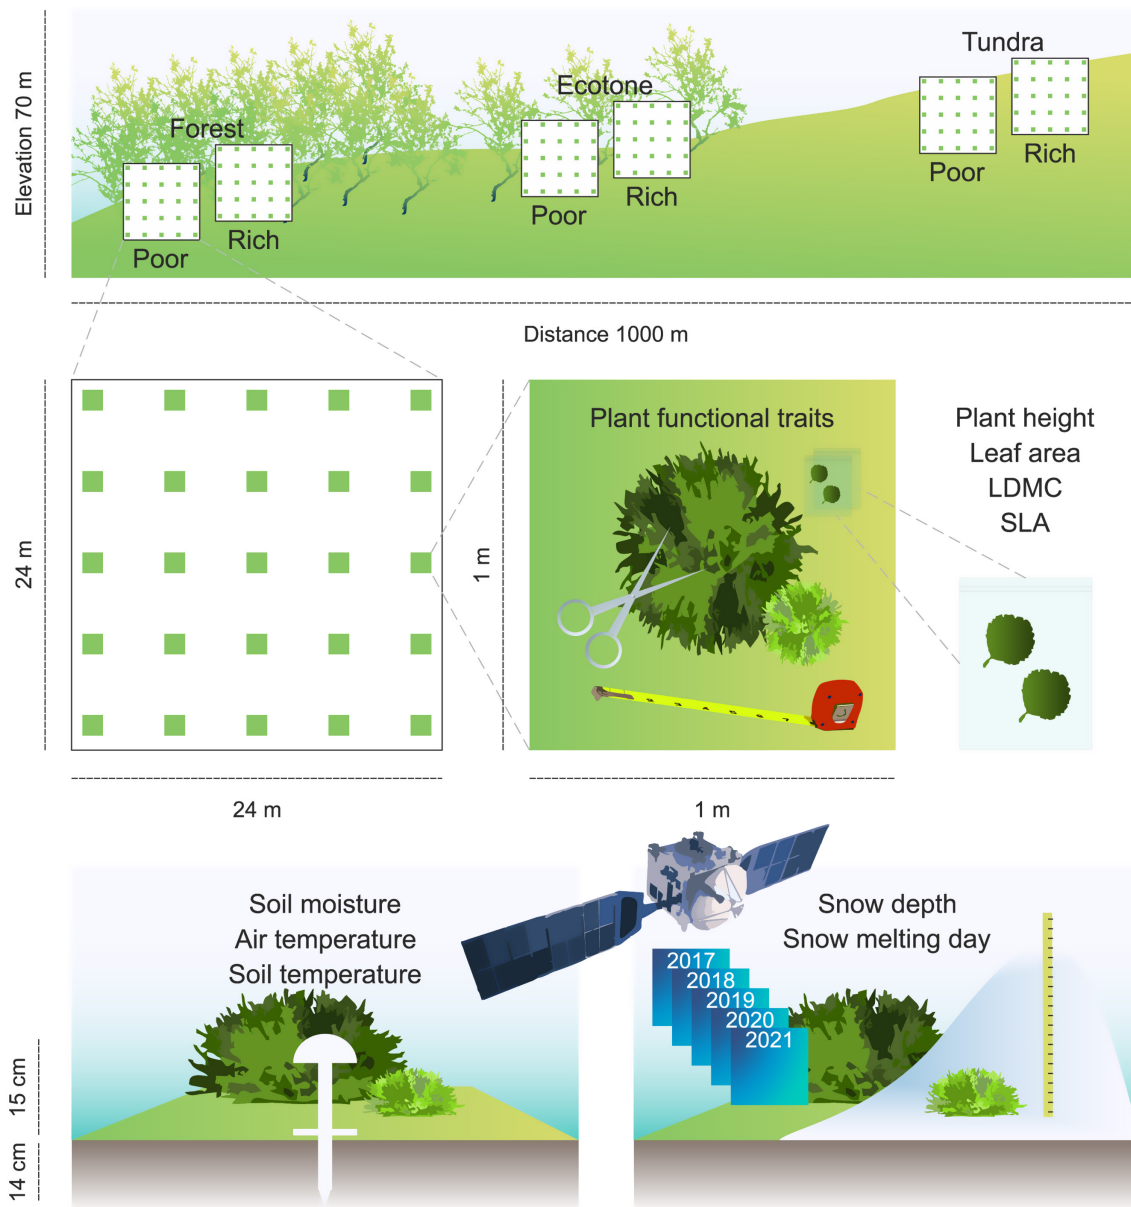 Elevation 70 m
Forest
Poor
Rich
Ecotone
Poor
Rich
Tundra
Poor
Rich
Distance 1000 m
24 m
24 m
1 m
Plant functional traits
1 m
Plant height
Leaf area
LDMC
SLA
Soil moisture
Air temperature
Soil temperature
15 cm
14 cm
Snow depth
Snow melting day
2017
2018
2019
2020
2021